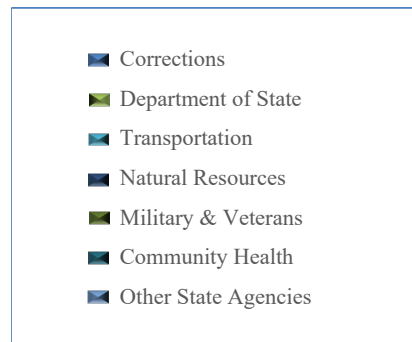 Corrections
Department of State
Transportation
Natural Resources
Military & Veterans
Community Health
Other State Agencies